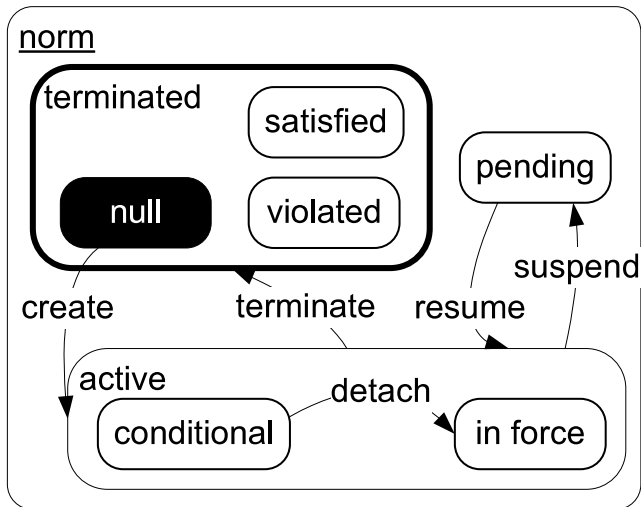 norm
terminated
satisfied
pending
null
violated
suspend
create
terminate
resume
active
detach
conditional
in force